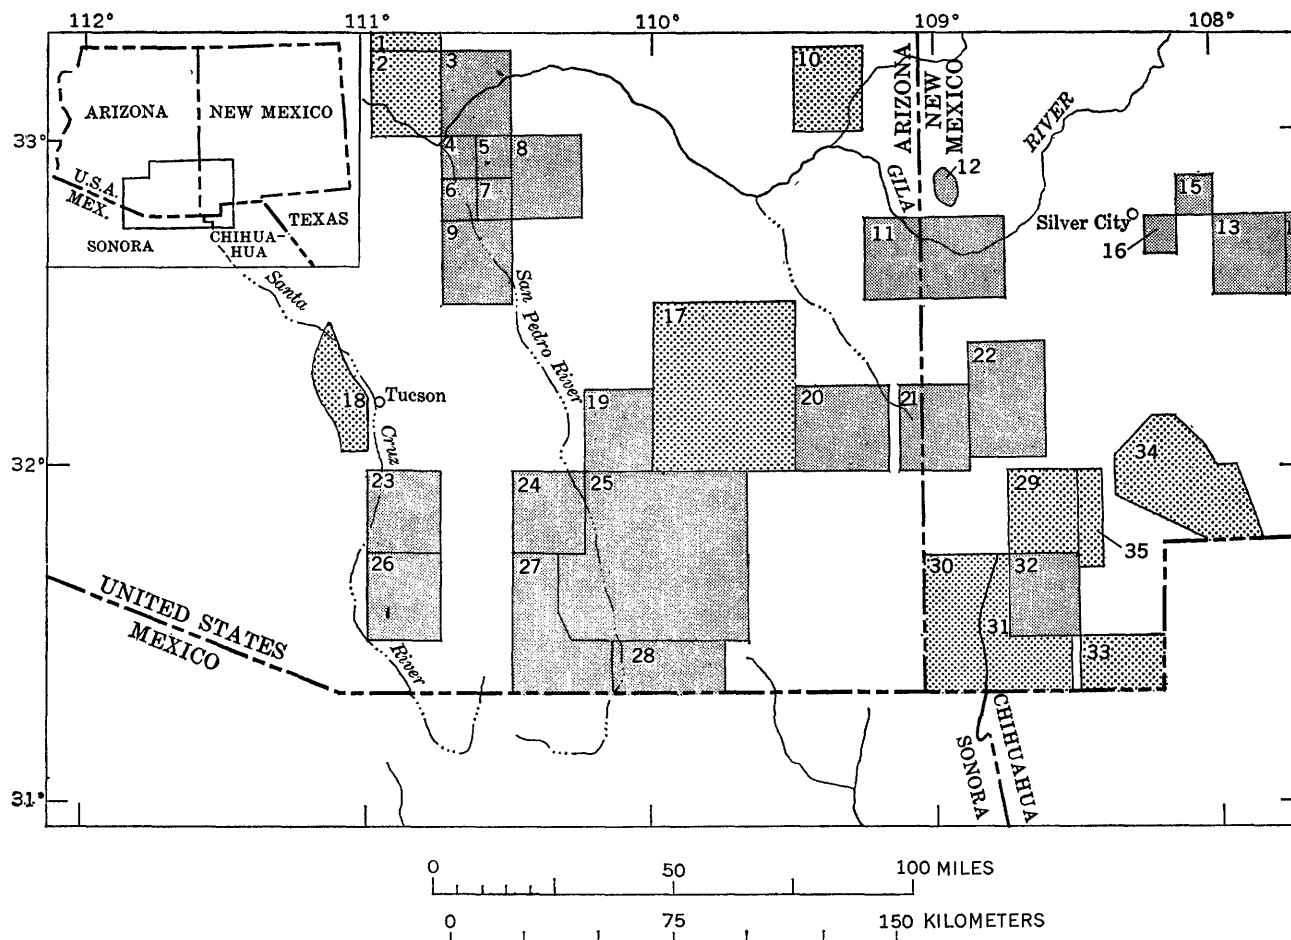 112° 111° 110° 109° 108°
1
2 3 10
ARIZONA
NEW MEXICO
ARIZONA NEW MEXICO
RIVER
33°
4 5 8
6 7
9
12
GILA
15
U.S.A.
MEX.
TEXAS
SONORA
CHIHUA-
HUA
Silver City
16
13
11
Santa
San Pedro River
17
22
18
Tucson
19
20
21
Cruz
34
32°
23
24
25
29
35
26
27
30
32
31
UNITED STATES
MEXICO
River
28
33
CHIHUAHUA
SONORA
31°
0 50 100 MILES
0 75 150 KILOMETERS